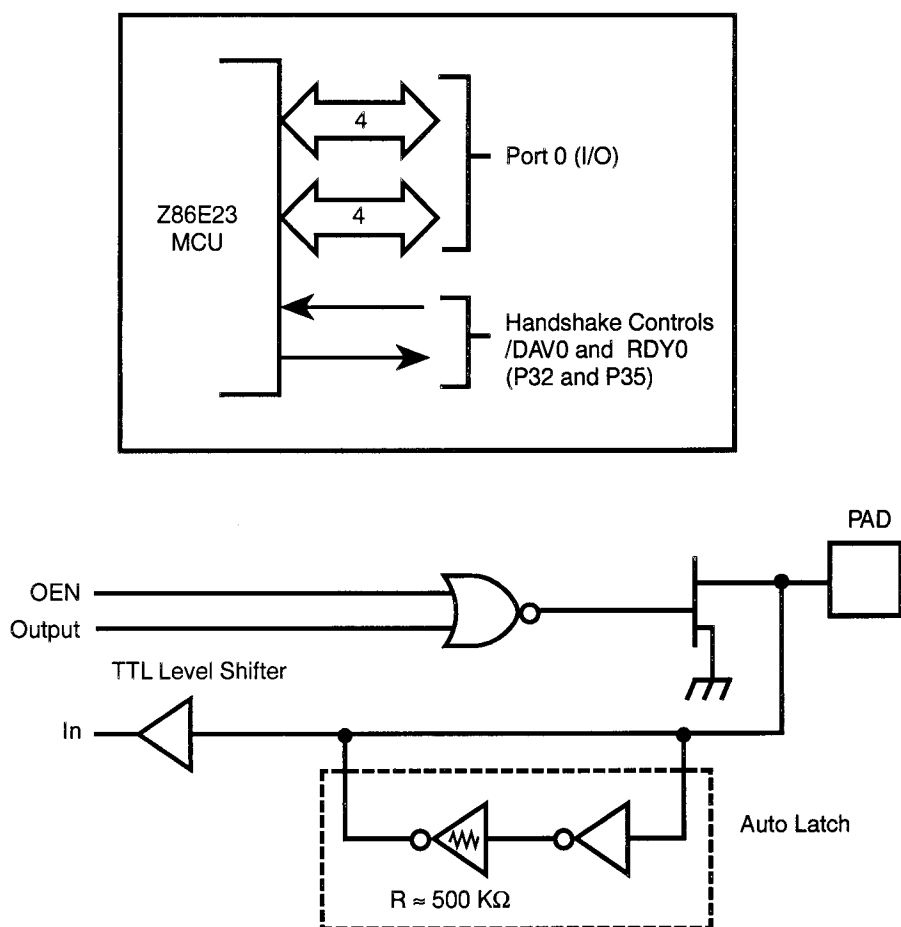 4
Port 0 (I/O)
Z86E23
MCU
4
Handshake Controls
/DAV0 and RDY0
(P32 and P35)
PAD
OEN
Output
TTL Level Shifter
In
Auto Latch
R ≈ 500 KΩ